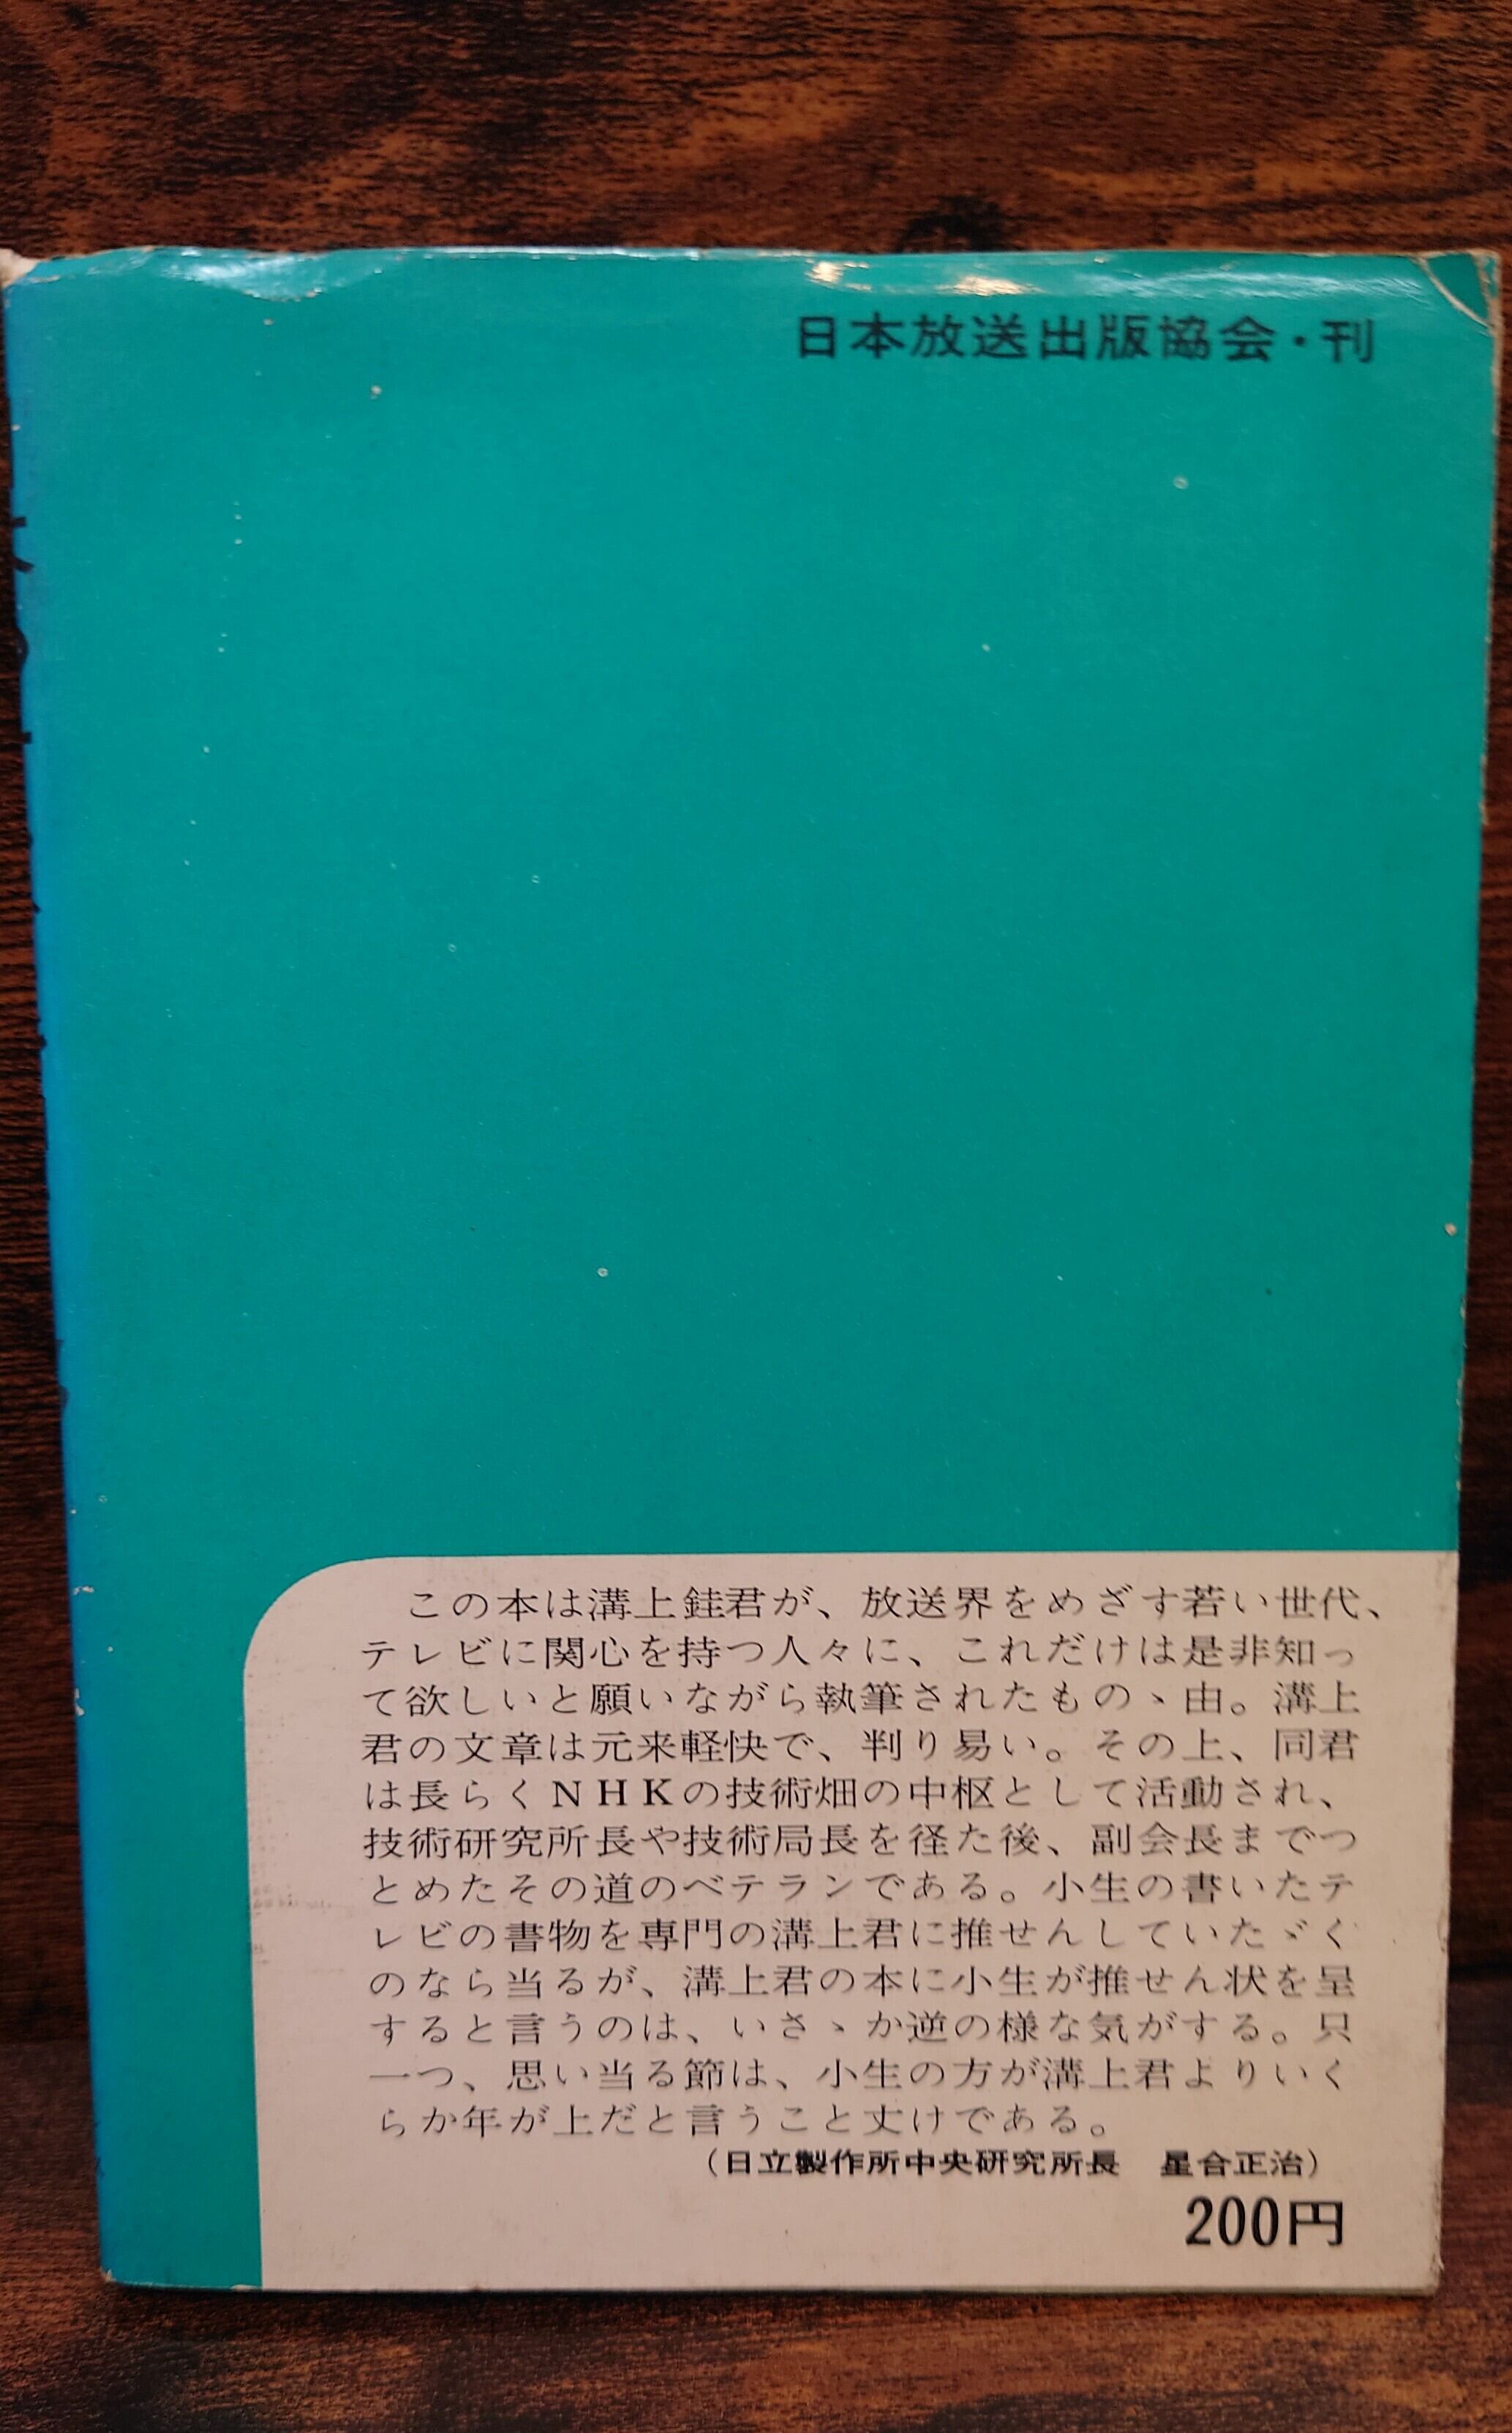 日本放送出版協会・刊
この本は溝上銈君が、放送界をめざす若い世代、
テレビに関心を持つ人々に、これだけは是非知っ
て欲しいと願いながら執筆されたものゝ由。溝上
君の文章は元来軽快で、判り易い。その上、同君
は長らくNHKの技術畑の中枢として活動され、
技術研究所長や技術局長を径た後、副会長までつ
とめたその道のベテランである。小生の書いたテ
レビの書物を専門の溝上君に推せんしていたゞく
のなら当るが、溝上君の本に小生が推せん状を呈
すると言うのは、いさゝか逆の様な気がする。只
一つ、思い当る節は、小生の方が溝上君よりいく
らか年が上だと言うこと丈けである。
(日立製作所中央研究所長　星合正治)
200円